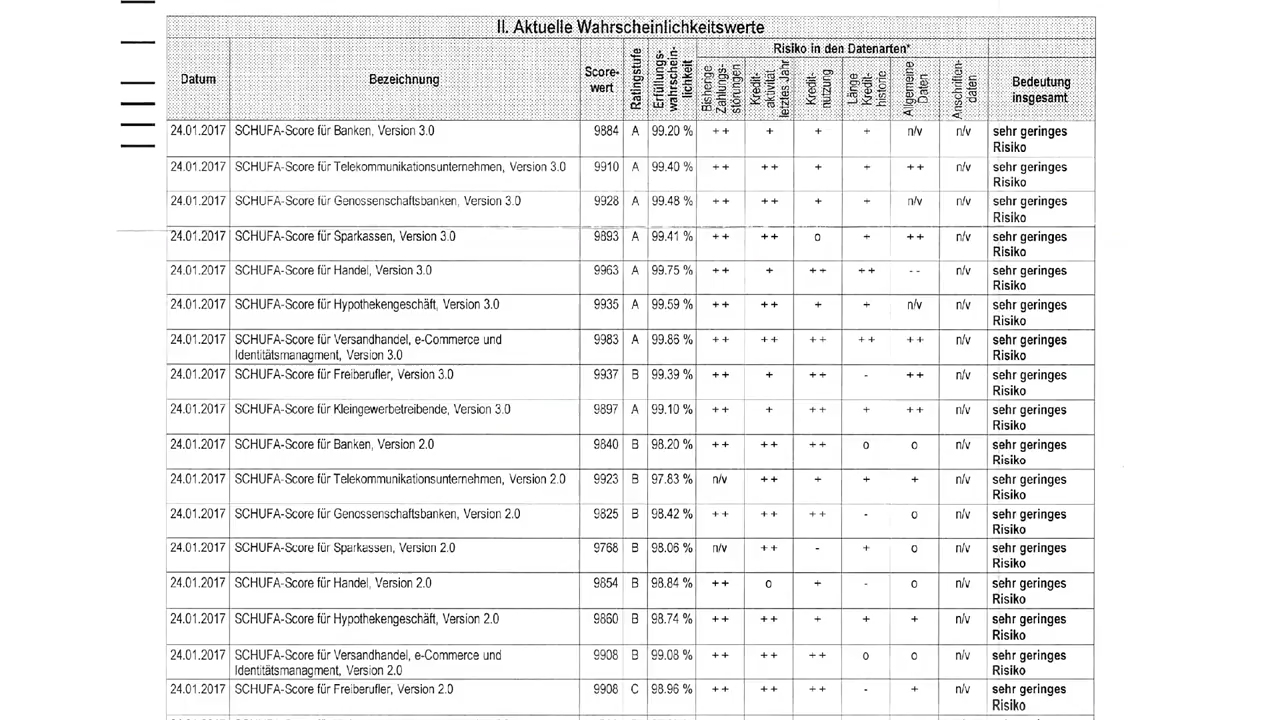 II. Aktuelle Wahrscheinlichkeitswerte
Risiko in den Datenarten*
Datum Bezeichnung Score-wert Ratingstufe Erfüllungs-wahrschein-lichkeit Bisherige Zahlungs-störungen Kredit-aktivität letztes Jahr Kredit-nutzung Länge Kredit-historie Allgemeine Daten Anschriften-daten Bedeutung insgesamt
24.01.2017 SCHUFA-Score für Banken, Version 3.0 9884 A 99.20 % ++ + + + n/v n/v sehr geringes
Risiko
24.01.2017 SCHUFA-Score für Telekommunikationsunternehmen, Version 3.0 9910 A 99.40 % ++ ++ + + ++ n/v sehr geringes
Risiko
24.01.2017 SCHUFA-Score für Genossenschaftsbanken, Version 3.0 9928 A 99.48 % ++ ++ + + n/v n/v sehr geringes
Risiko
24.01.2017 SCHUFA-Score für Sparkassen, Version 3.0 9893 A 99.41 % ++ ++ o + ++ n/v sehr geringes
Risiko
24.01.2017 SCHUFA-Score für Handel, Version 3.0 9963 A 99.75 % ++ + ++ ++ -- n/v sehr geringes
Risiko
24.01.2017 SCHUFA-Score für Hypothekengeschäft, Version 3.0 9935 A 99.59 % ++ ++ + + n/v n/v sehr geringes
Risiko
24.01.2017 SCHUFA-Score für Versandhandel, e-Commerce und 9983 A 99.86 % ++ ++ ++ ++ ++ n/v sehr geringes
Identitätsmanagment, Version 3.0 Risiko
24.01.2017 SCHUFA-Score für Freiberufler, Version 3.0 9937 B 99.39 % ++ + ++ - ++ n/v sehr geringes
Risiko
24.01.2017 SCHUFA-Score für Kleingewerbetreibende, Version 3.0 9897 A 99.10 % ++ + ++ + ++ n/v sehr geringes
Risiko
24.01.2017 SCHUFA-Score für Banken, Version 2.0 9840 B 98.20 % ++ ++ ++ o o n/v sehr geringes
Risiko
24.01.2017 SCHUFA-Score für Telekommunikationsunternehmen, Version 2.0 9923 B 97.83 % n/v ++ + + + n/v sehr geringes
Risiko
24.01.2017 SCHUFA-Score für Genossenschaftsbanken, Version 2.0 9825 B 98.42 % ++ ++ ++ - o n/v sehr geringes
Risiko
24.01.2017 SCHUFA-Score für Sparkassen, Version 2.0 9768 B 98.06 % n/v ++ - + o n/v sehr geringes
Risiko
24.01.2017 SCHUFA-Score für Handel, Version 2.0 9854 B 98.84 % ++ o + - o n/v sehr geringes
Risiko
24.01.2017 SCHUFA-Score für Hypothekengeschäft, Version 2.0 9860 B 98.74 % ++ ++ + + + n/v sehr geringes
Risiko
24.01.2017 SCHUFA-Score für Versandhandel, e-Commerce und 9908 B 99.08 % ++ ++ ++ o o n/v sehr geringes
Identitätsmanagment, Version 2.0 Risiko
24.01.2017 SCHUFA-Score für Freiberufler, Version 2.0 9908 C 98.96 % ++ ++ ++ - + n/v sehr geringes
Risiko